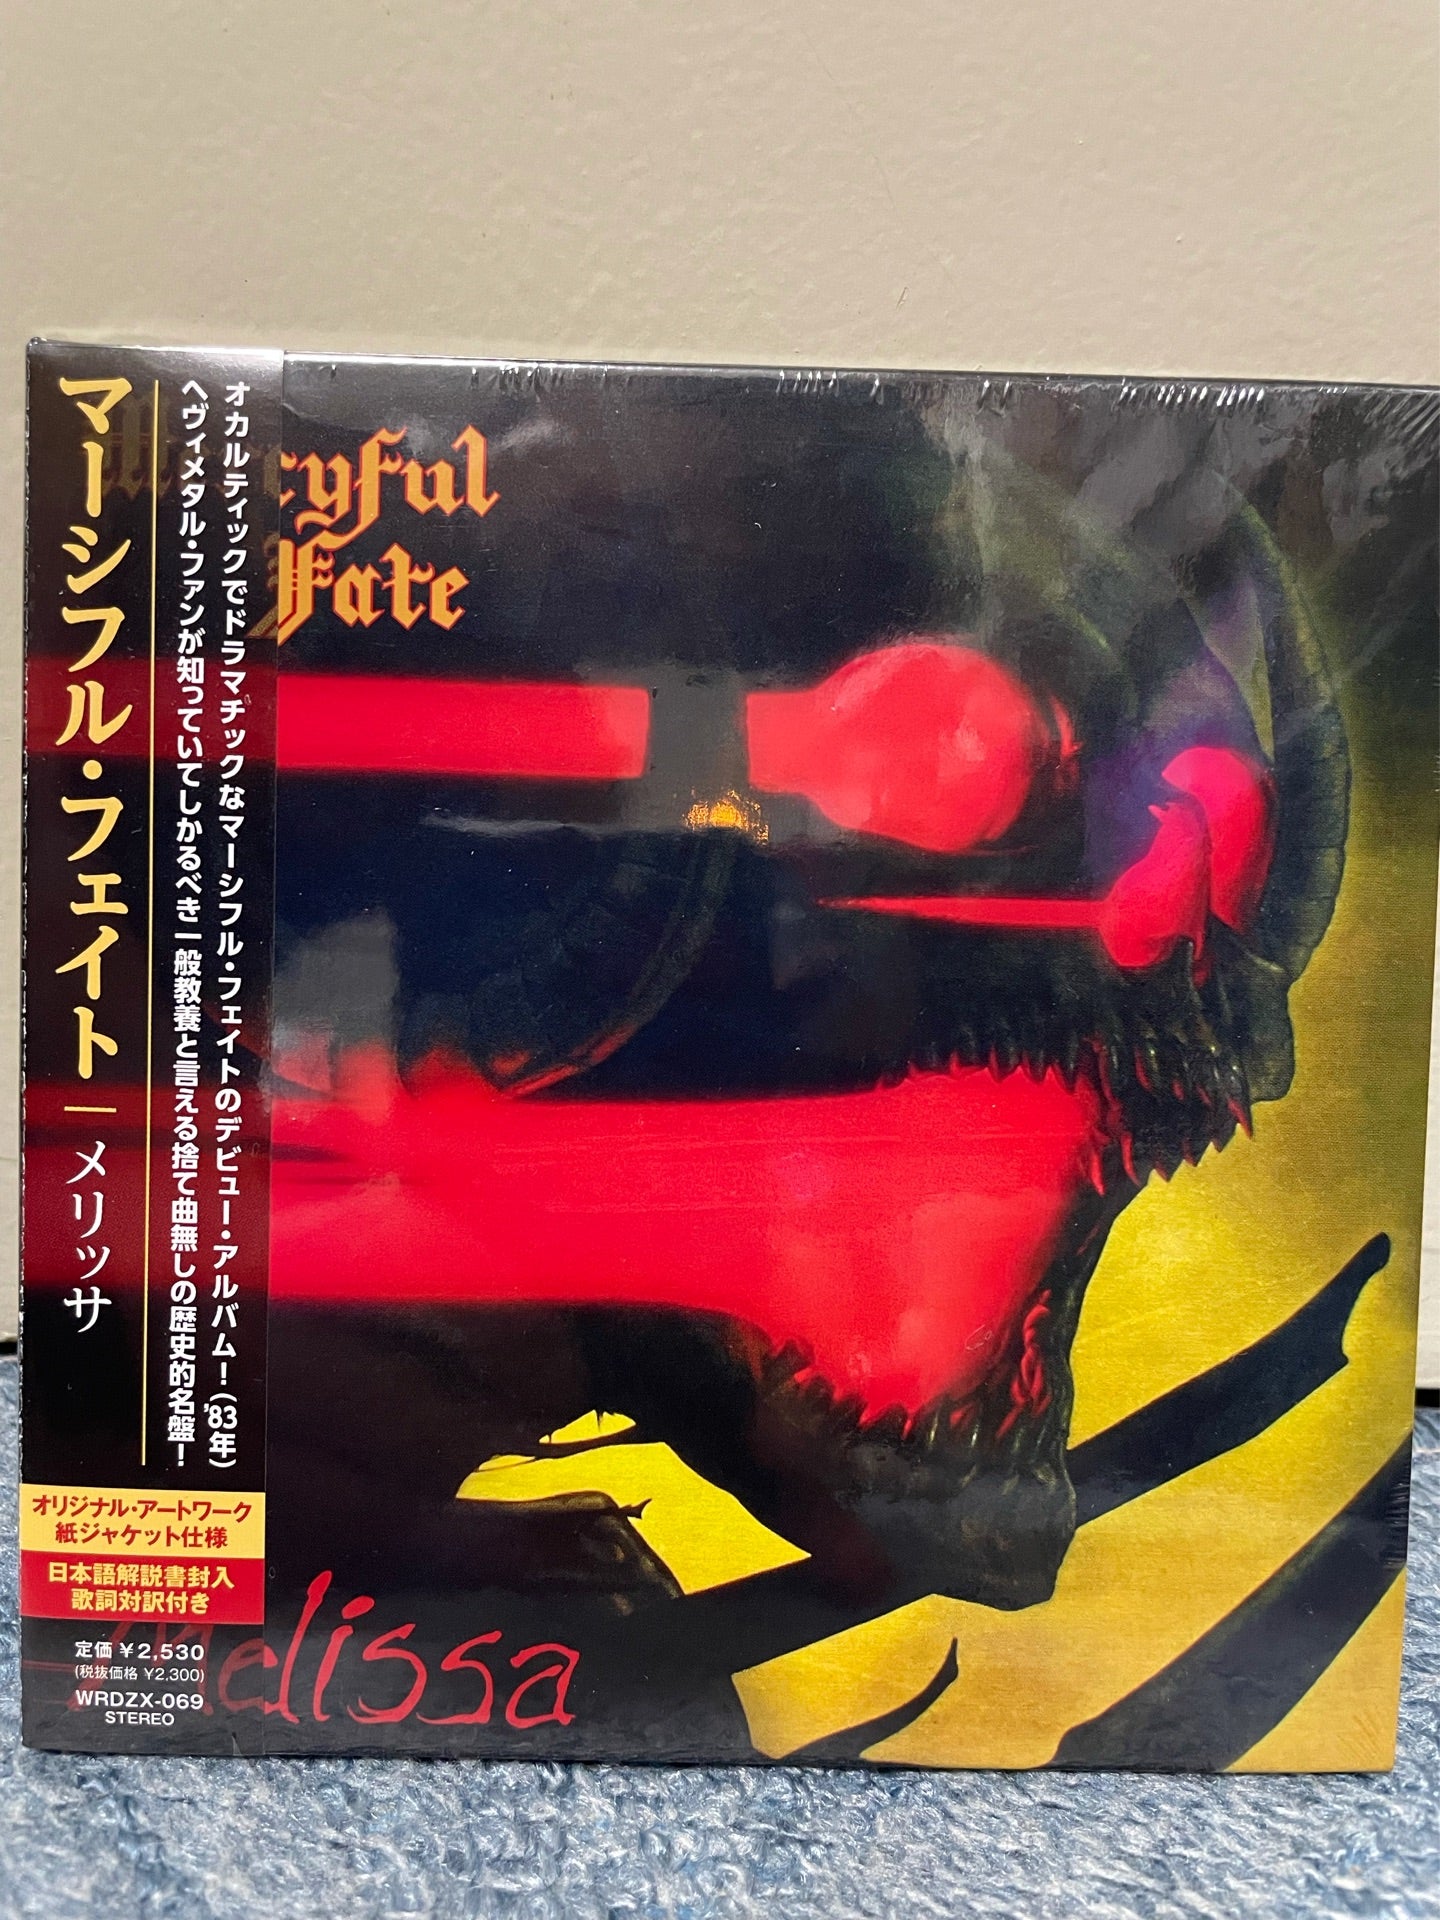 マーシフル・フェイト｜メリッサ
オカルティックでドラマチックなマーシフル・フェイトのデビュー・アルバム！（'83年）
ヘヴィメタル・ファンが知っていてしかるべき一般教養と言える捨て曲無しの歴史的名盤！
オリジナル・アートワーク
紙ジャケット仕様
日本語解説書封入
歌詞対訳付き
定価 ¥2,530
(税抜価格 ¥2,300)
WRDZX-069
STEREO
Mercyful
Fate
Melissa